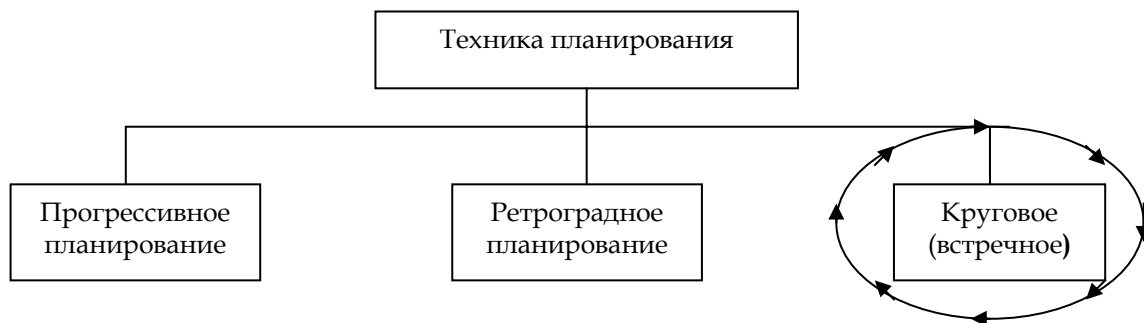 Техника планирования
Прогрессивное
планирование
Ретроградное
планирование
Круговое
(встречное)